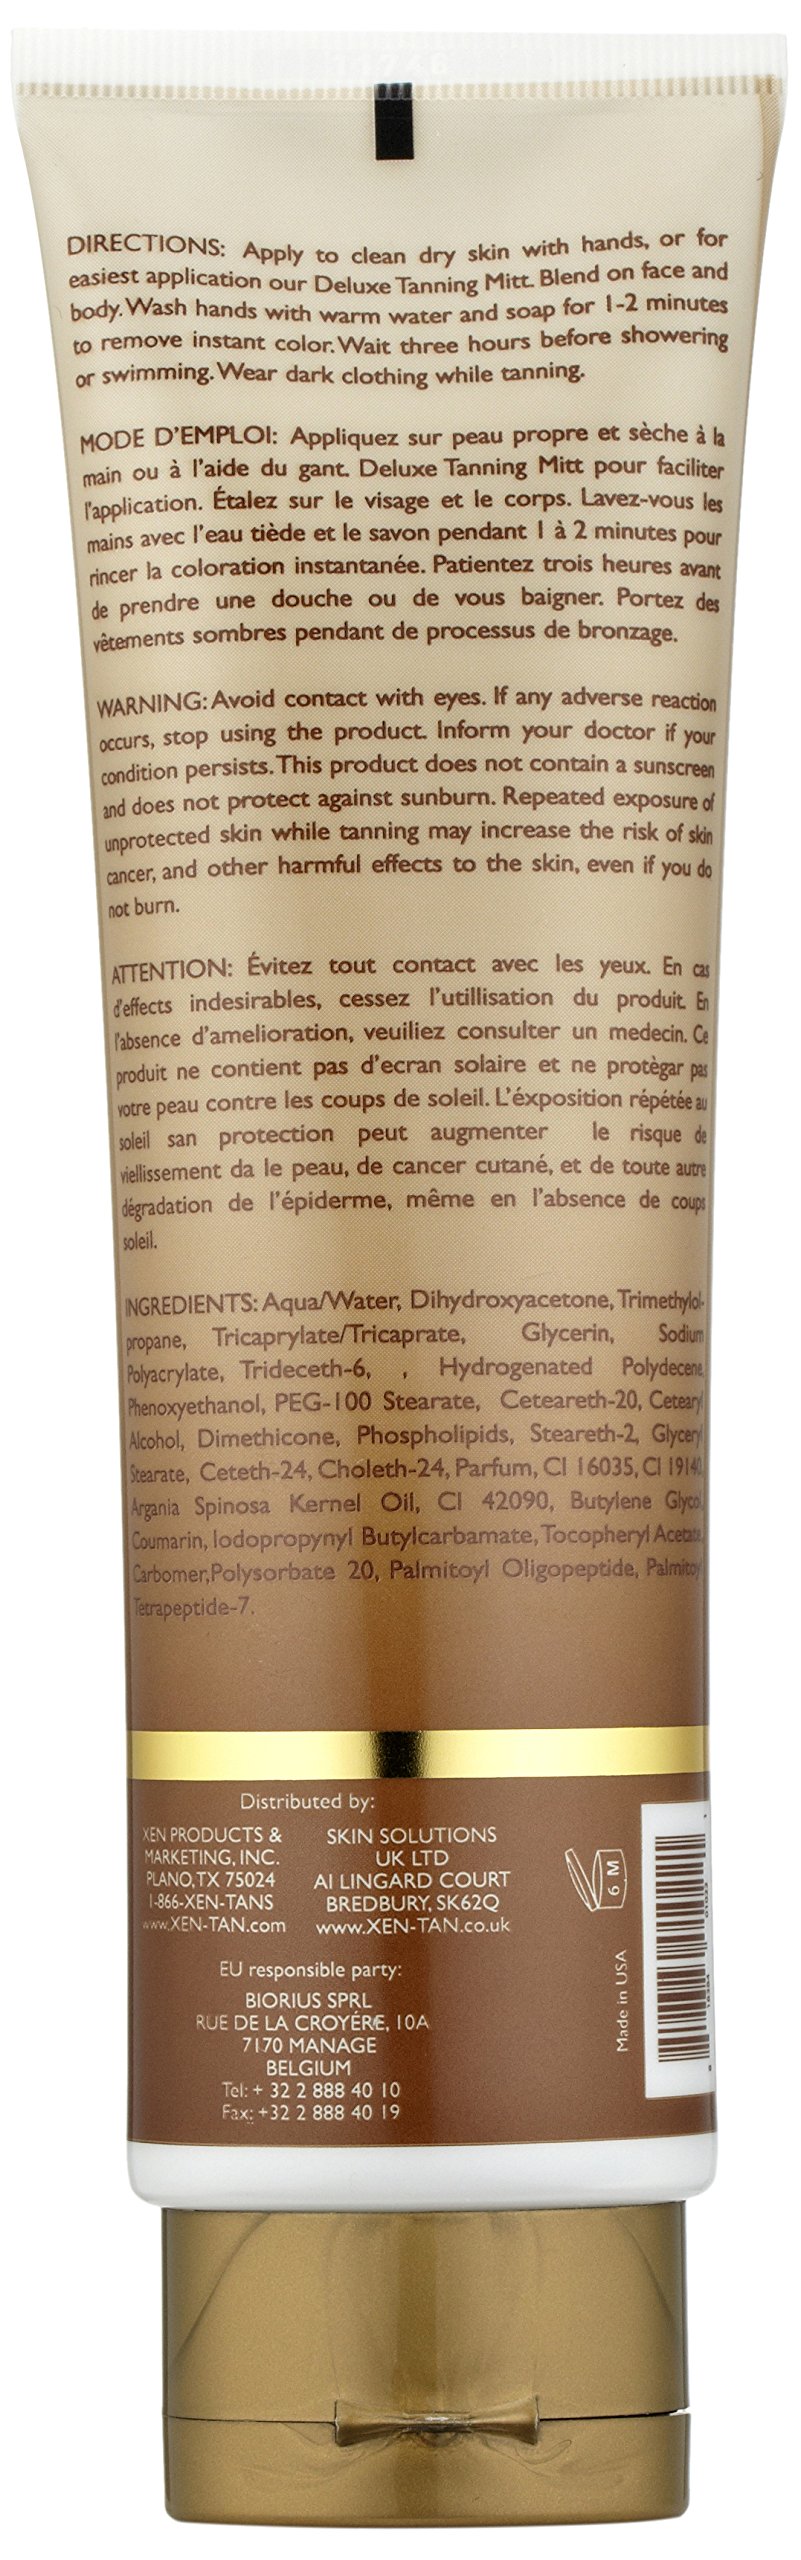 DIRECTIONS: Apply to clean dry skin with hands, or for
easiest application our Deluxe Tanning Mitt. Blend on face and
body. Wash hands with warm water and soap for 1-2 minutes
to remove instant color. Wait three hours before showering
or swimming. Wear dark clothing while tanning.
MODE D'EMPLOI: Appliquez sur peau propre et sèche à la
main ou à l'aide du gant. Deluxe Tanning Mitt pour faciliter
l'application. Étalez sur le visage et le corps. Lavez-vous les
mains avec l'eau tiède et le savon pendant 1 à 2 minutes pour
rincer la coloration instantanée. Patientez trois heures avant
de prendre une douche ou de vous baigner. Portez des
vêtements sombres pendant de processus de bronzage.
WARNING: Avoid contact with eyes. If any adverse reaction
occurs, stop using the product. Inform your doctor if your
condition persists. This product does not contain a sunscreen
and does not protect against sunburn. Repeated exposure of
unprotected skin while tanning may increase the risk of skin
cancer, and other harmful effects to the skin, even if you do
not burn.
ATTENTION: Évitez tout contact avec les yeux. En cas
d'effects indesirables, cessez l'utillisation du produit. En
l'absence d'amelioration, veuiliez consulter un medecin. Ce
produit ne contient pas d'ecran solaire et ne protègar pas
votre peau contre les coups de soleil. L'éxposition répétée au
soleil san protection peut augmenter le risque de
viellissement da le peau, de cancer cutané, et de toute autre
dégradation de l'épiderme, même en l'absence de coups
soleil.
INGREDIENTS: Aqua/Water, Dihydroxyacetone, Trimethylol-
propane, Tricaprylate/Tricaprate, Glycerin, Sodium
Polyacrylate, Trideceth-6, , Hydrogenated Polydecene,
Phenoxyethanol, PEG-100 Stearate, Ceteareth-20, Cetearyl
Alcohol, Dimethicone, Phospholipids, Steareth-2, Glyceryl
Stearate, Ceteth-24, Choleth-24, Parfum, CI 16035, CI 19140,
Argania Spinosa Kernel Oil, CI 42090, Butylene Glycol,
Coumarin, Iodopropynyl Butylcarbamate, Tocopheryl Acetate,
Carbomer, Polysorbate 20, Palmitoyl Oligopeptide, Palmitoyl
Tetrapeptide-7.
Distributed by:
XEN PRODUCTS &
MARKETING, INC.
PLANO, TX 75024
1-866-XEN-TANS
www.XEN-TAN.com
SKIN SOLUTIONS
UK LTD
A1 LINGARD COURT
BREDBURY, SK62Q
www.XEN-TAN.co.uk
EU responsible party:
BIORIUS SPRL
RUE DE LA CROYÉRE, 10A
7170 MANAGE
BELGIUM
Tel: + 32 2 888 40 10
Fax: +32 2 888 40 19
6 M
Made in USA